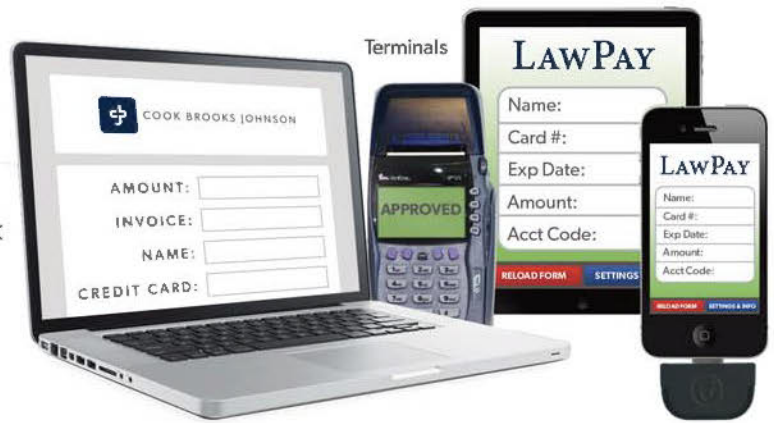 Terminals
COOK BROOKS JOHNSON
AMOUNT:
INVOICE:
NAME:
CREDIT CARD:
APPROVED
LAWPAY
Name:
Card #:
Exp Date:
Amount:
Acct Code:
RELOAD FORM SETTINGS
LAWPAY
Name:
Card #:
Exp Date:
Amount:
Acct Code:
RELOAD FORM SETTINGS & INFO